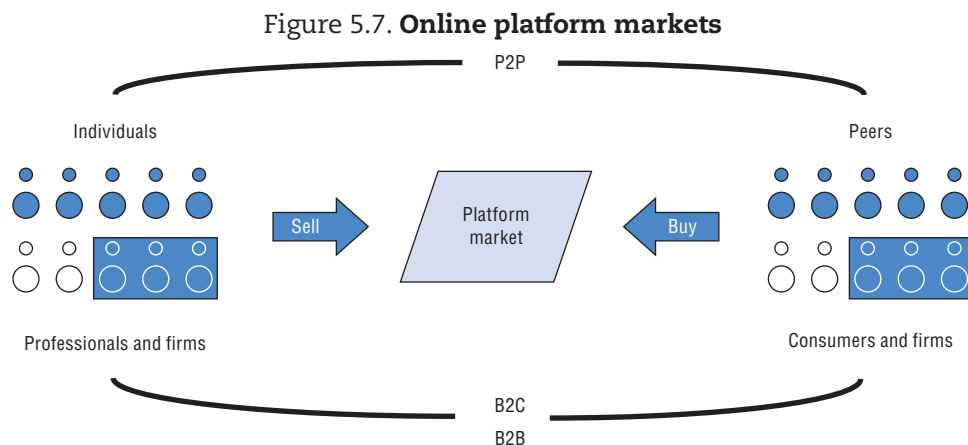 Figure 5.7. Online platform markets
P2P
Individuals
Peers
Sell
Platform
market
Buy
Professionals and firms
Consumers and firms
B2C
B2B